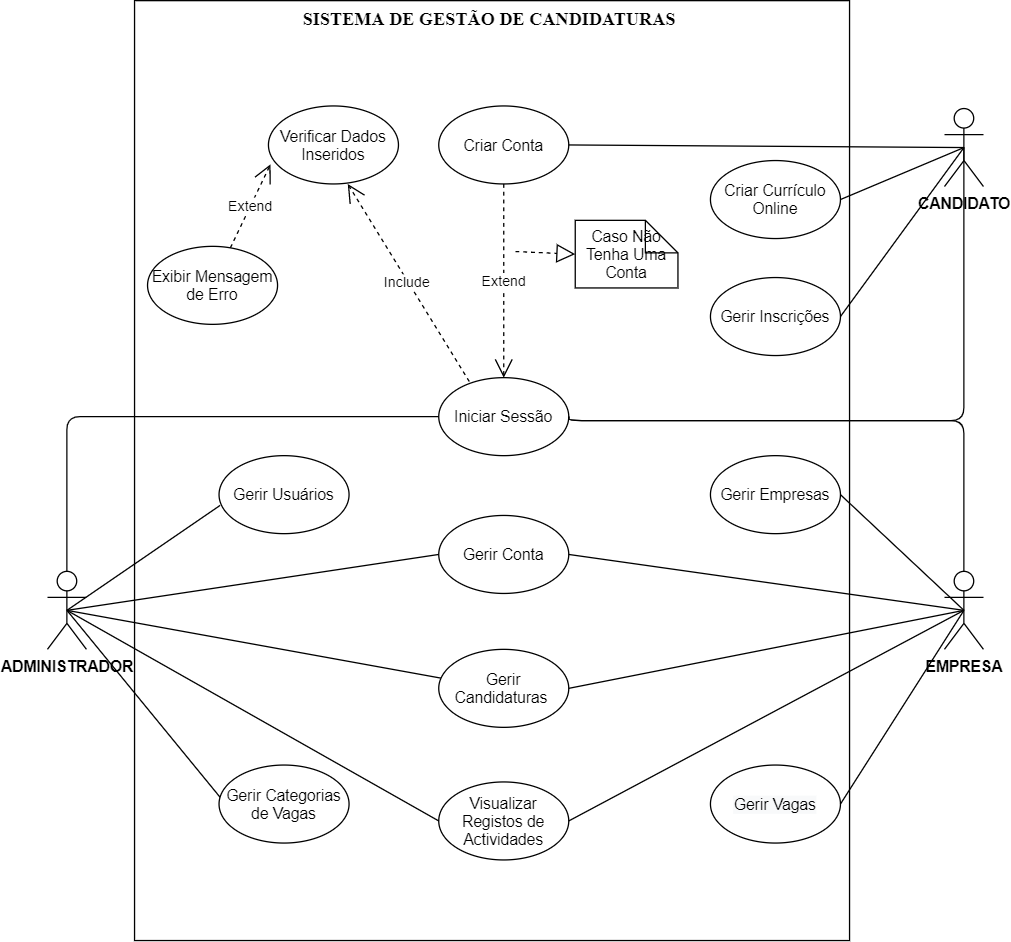 SISTEMA DE GESTÃO DE CANDIDATURAS
Verificar Dados
Inseridos
Criar Conta
Criar Currículo
Online
CANDIDATO
Extend
Caso Não
Tenha Uma
Conta
Exibir Mensagem
de Erro
Include
Extend
Gerir Inscrições
Iniciar Sessão
Gerir Usuários
Gerir Empresas
Gerir Conta
ADMINISTRADOR
EMPRESA
Gerir
Candidaturas
Gerir Categorias
de Vagas
Visualizar
Registos de
Actividades
Gerir Vagas